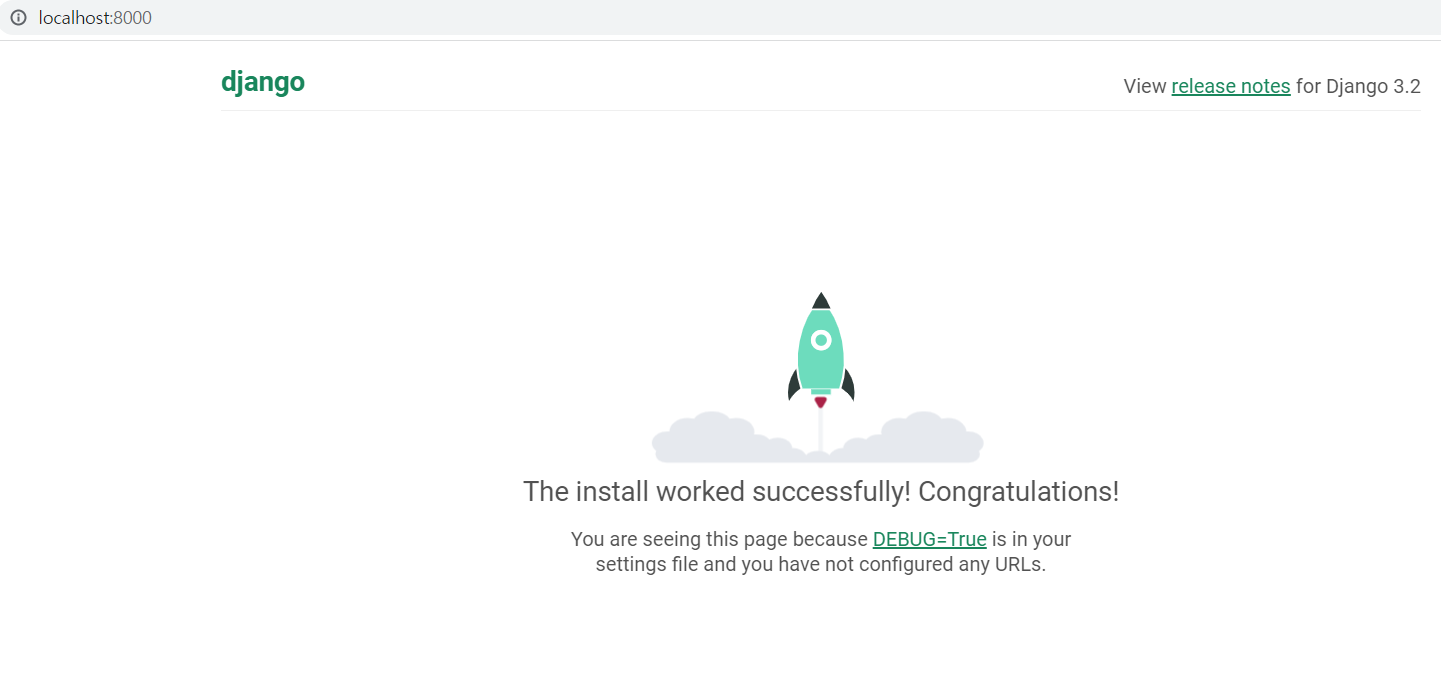 localhost:8000
django
View release notes for Django 3.2
The install worked successfully! Congratulations!
You are seeing this page because DEBUG=True is in your
settings file and you have not configured any URLs.